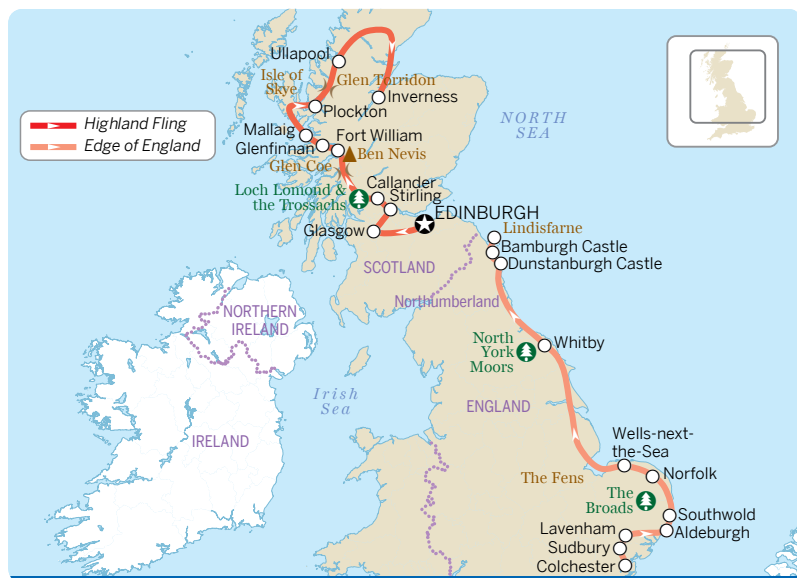 Ullapool
Isle of
Skye
Glen Torridon
Inverness
Plockton
NORTH
SEA
Highland Fling
Edge of England
Mallaig
Fort William
Glenfinnan
Ben Nevis
Glen Coe
Callander
Loch Lomond &
the Trossachs
Stirling
EDINBURGH
Glasgow
Lindisfarne
Bamburgh Castle
Dunstanburgh Castle
SCOTLAND
Northumberland
NORTHERN
IRELAND
North
York
Moors
Whitby
Irish
Sea
ENGLAND
IRELAND
Wells-next-
the-Sea
The Fens
Norfolk
The
Broads
Southwold
Lavenham
Aldeburgh
Sudbury
Colchester